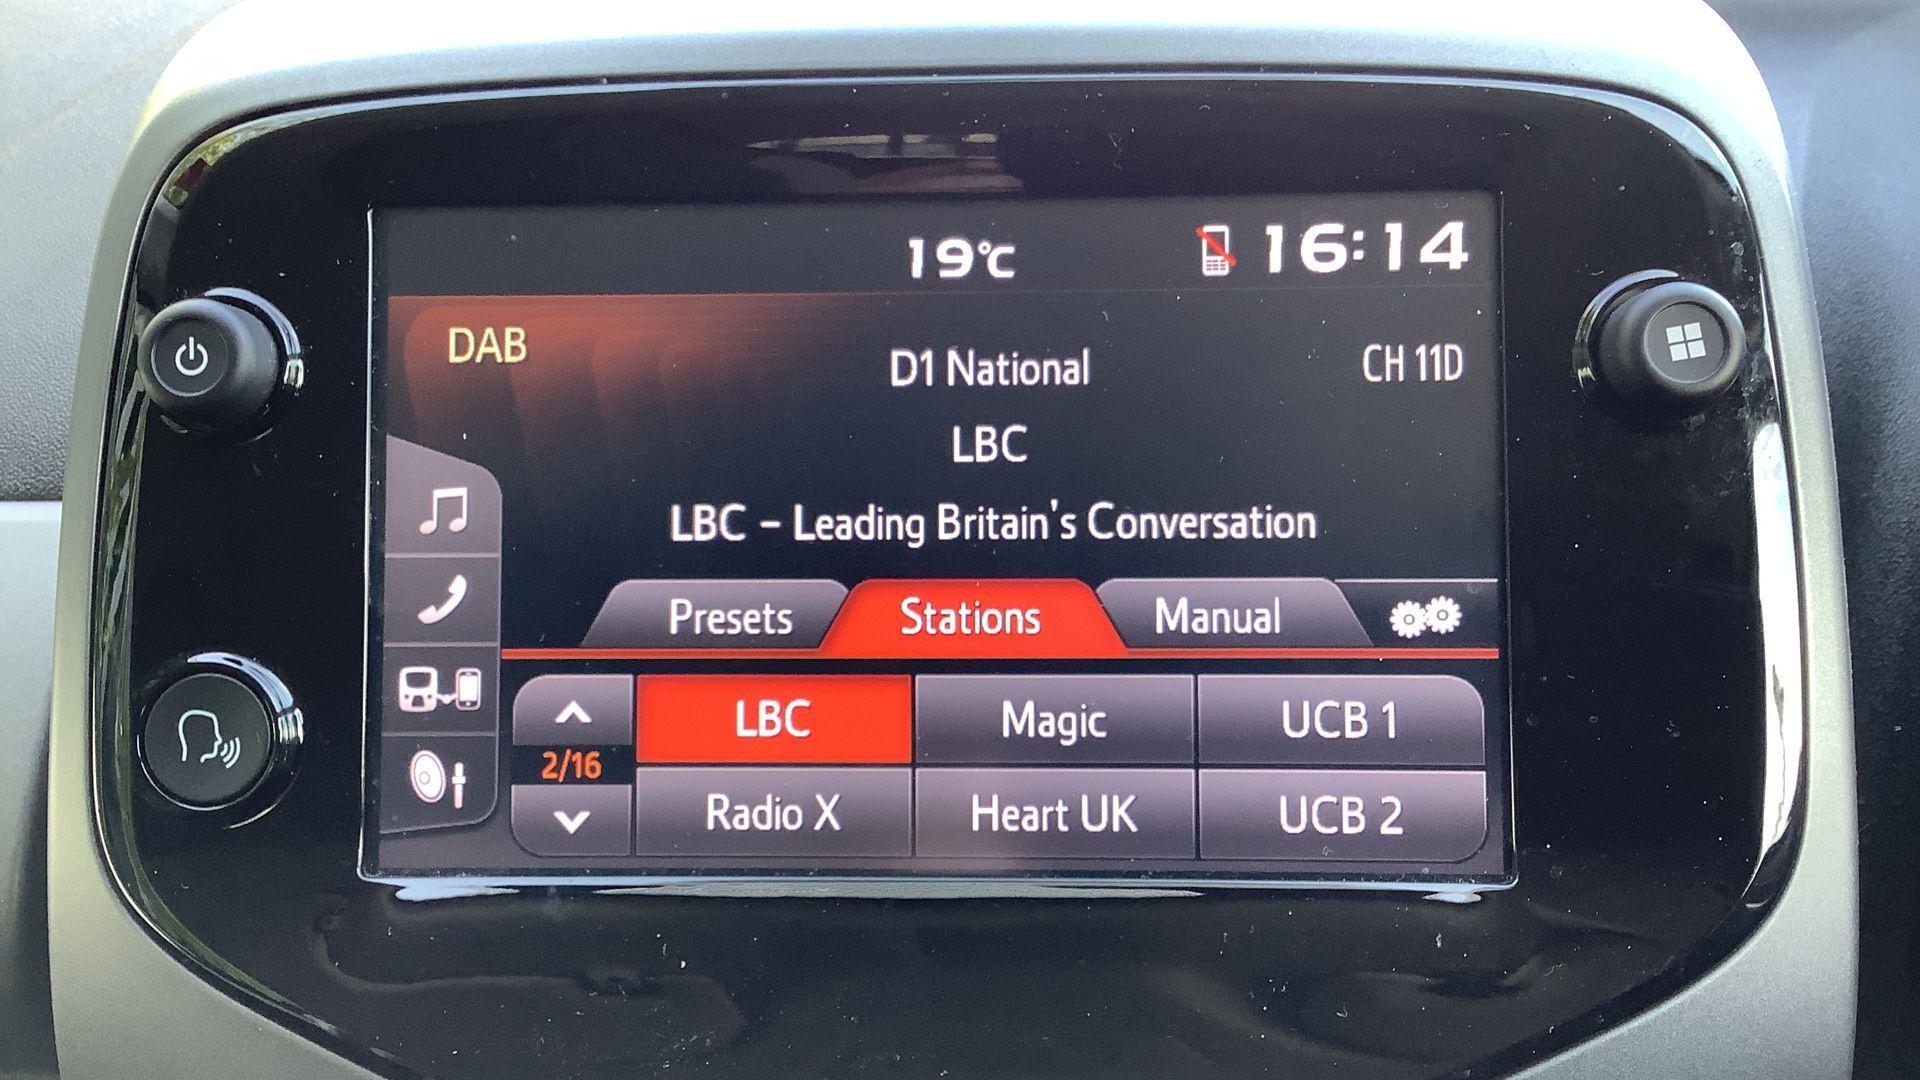 19°C 16:14
DAB D1 National CH 11D
LBC
LBC – Leading Britain's Conversation
Presets Stations Manual
LBC Magic UCB 1
2/16
Radio X Heart UK UCB 2